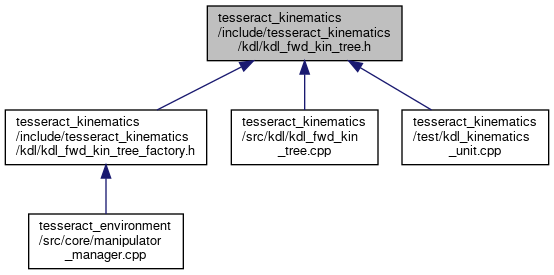 tesseract_kinematics
/include/tesseract_kinematics
/kdl/kdl_fwd_kin_tree.h
tesseract_kinematics
/include/tesseract_kinematics
/kdl/kdl_fwd_kin_tree_factory.h
tesseract_kinematics
/src/kdl/kdl_fwd_kin
_tree.cpp
tesseract_kinematics
/test/kdl_kinematics
_unit.cpp
tesseract_environment
/src/core/manipulator
_manager.cpp